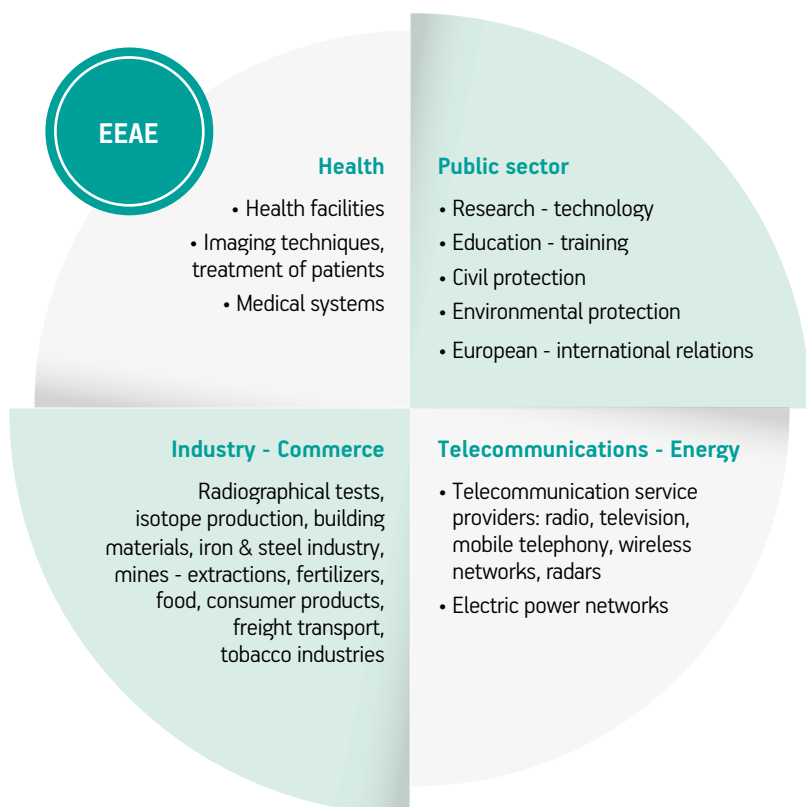 EEAE
Health
• Health facilities
• Imaging techniques,
treatment of patients
• Medical systems
Public sector
• Research - technology
• Education - training
• Civil protection
• Environmental protection
• European - international relations
Industry - Commerce
Radiographical tests,
isotope production, building
materials, iron & steel industry,
mines - extractions, fertilizers,
food, consumer products,
freight transport,
tobacco industries
Telecommunications - Energy
• Telecommunication service
providers: radio, television,
mobile telephony, wireless
networks, radars
• Electric power networks